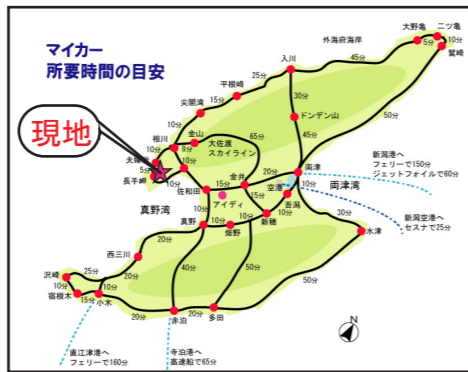 マイカー
所要時間の目安
現地
外海府海岸
大野亀
二ツ亀
5分
10分
鷲崎
入川
45分
50分
25分
平根崎
15分
尖閣湾
30分
ドンデン山
45分
10分
相川
金山
8分
65分
大佐渡
スカイライン
夫婦岩
10分
10分
5分
長手岬
10分
佐和田
15分
金井
20分
両津
空港
10分
アイディ
15分
吾潟
10分
新穂
両津湾
新潟港へ
フェリーで150分
ジェットフォイルで60分
新潟空港へ
セスナで25分
真野湾
10分
真野
10分
畑野
10分
30分
水津
西三川
20分
40分
50分
50分
沢崎
25分
20分
10分
宿根木
15分
10分
小木
20分
赤泊
20分
多田
N
直江津港へ
フェリーで160分
寺泊港へ
高速船で65分